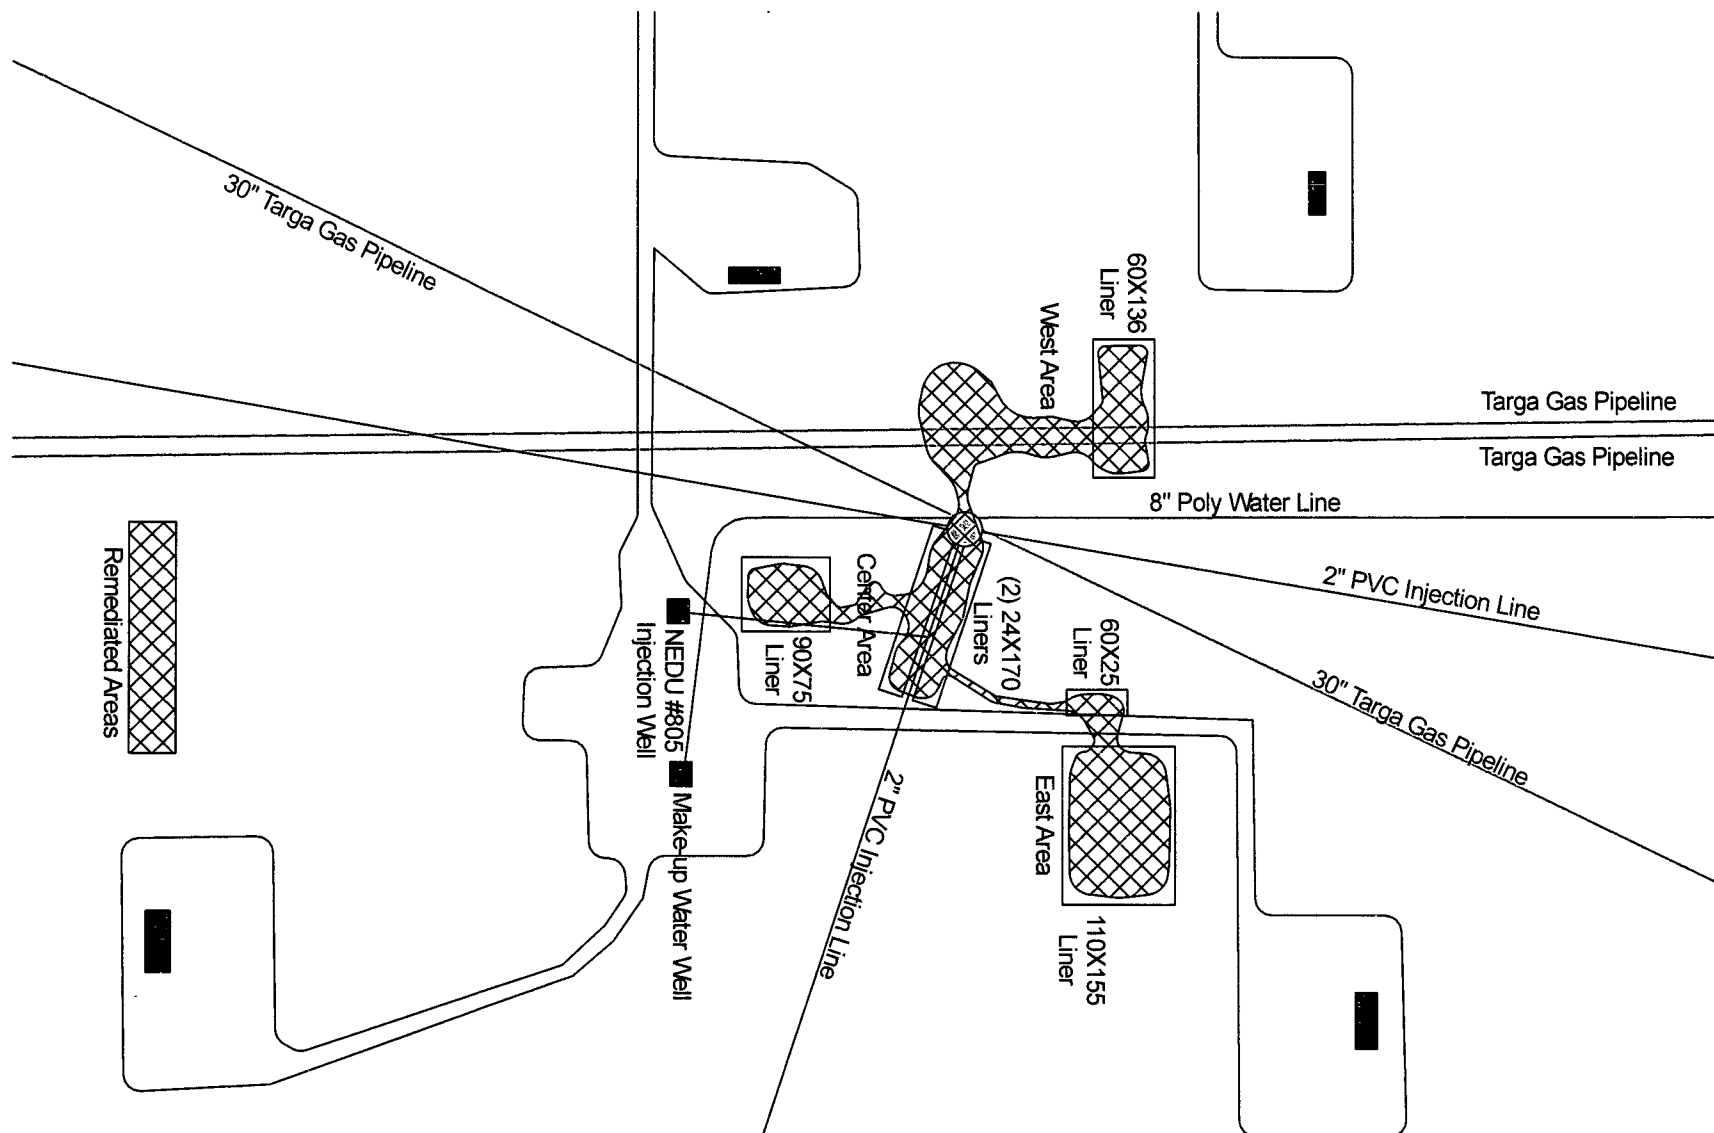 30" Targa Gas Pipeline
60X136
Liner
West Area
Targa Gas Pipeline
Targa Gas Pipeline
8" Poly Water Line
2" PVC Injection Line
30" Targa Gas Pipeline
Remediated Areas
Center Area
(2) 24X170
Liners
60X25
Liner
90X75
Liner
NEDU #805
Injection Well
Make-up Water Well
2" PVC Injection Line
East Area
110X155
Liner